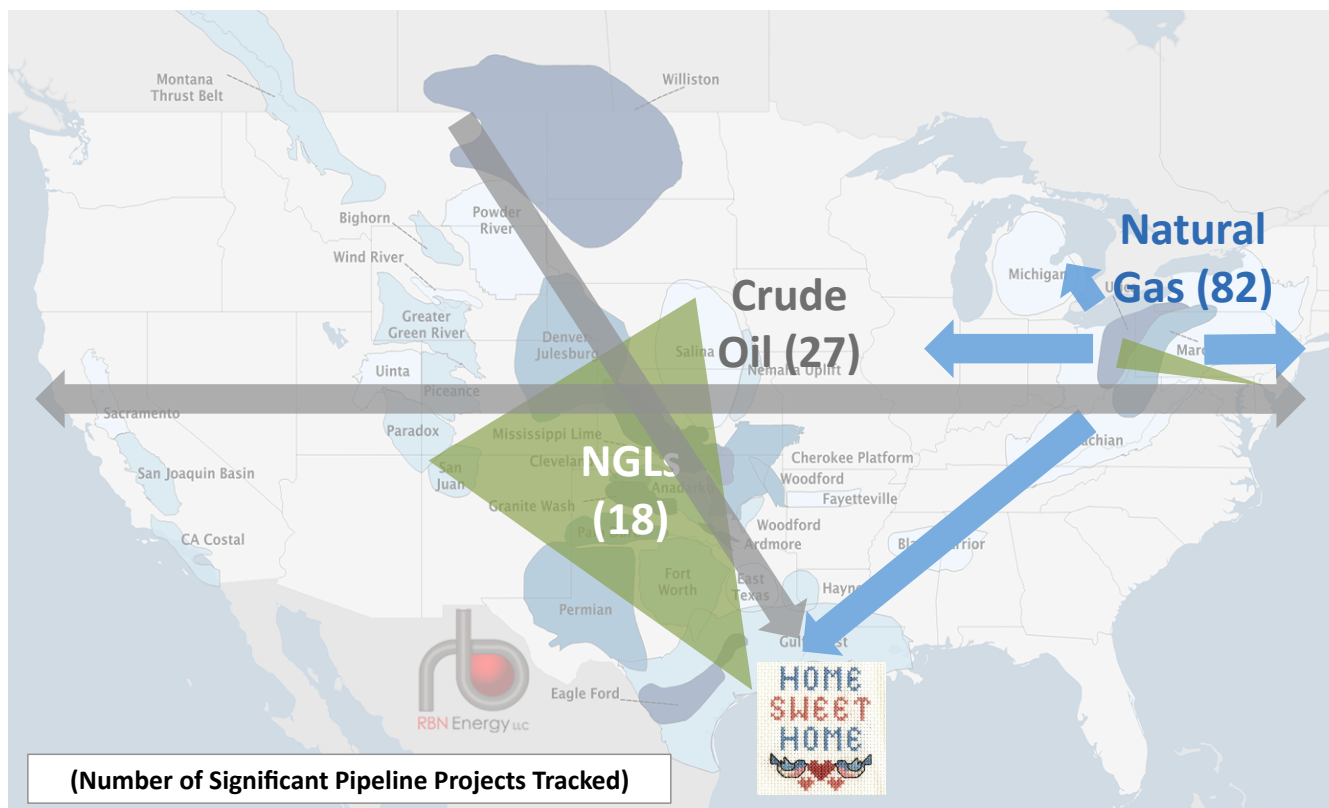 Montana
Thrust Belt
Williston
Bighorn
Powder
River
Wind River
Natural
Gas (82)
Michigan
Crude
Oil (27)
Greater
Green River
Denver
Julesburg
Salina
Nemaha Uplift
Uinta
Piceance
Sacramento
Paradox
Mississippi Lime
San Joaquin Basin
San
Juan
Cleveland
NGLs
(18)
Anadarko
Cherokee Platform
Woodford
Fayetteville
Granite Wash
CA Costal
Woodford
Ardmore
Fort
Worth
East
Texas
Permian
Eagle Ford
RBN Energy LLC
HOME
SWEET
HOME
(Number of Significant Pipeline Projects Tracked)